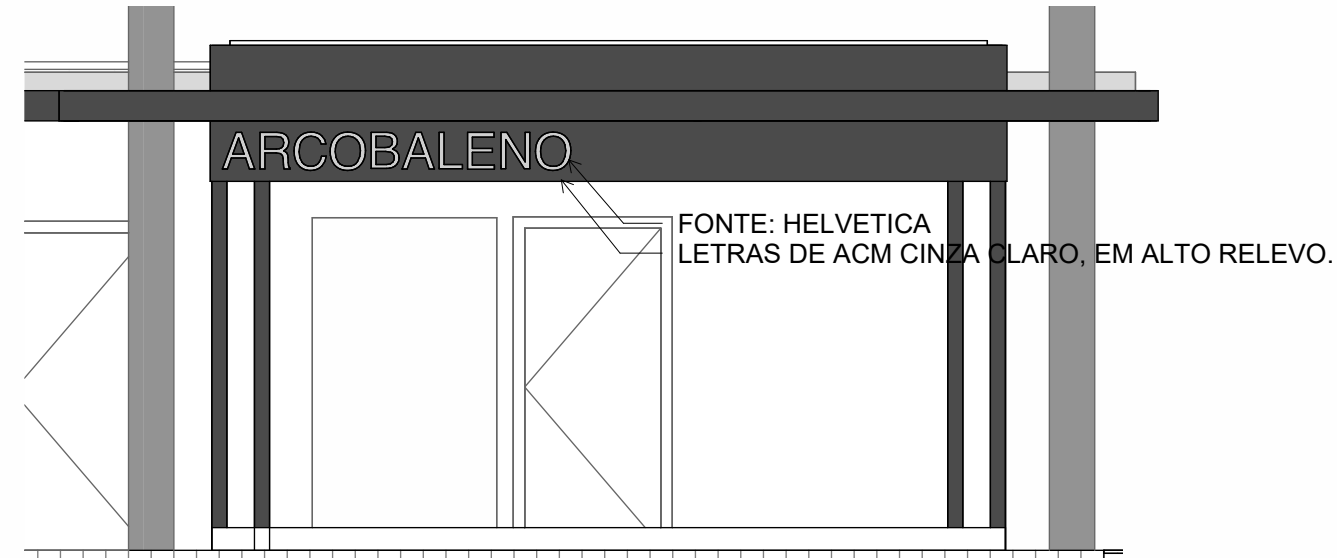 ARCOBALENO
FONTE: HELVETICA
LETRAS DE ACM CINZA CLARO, EM ALTO RELEVO.